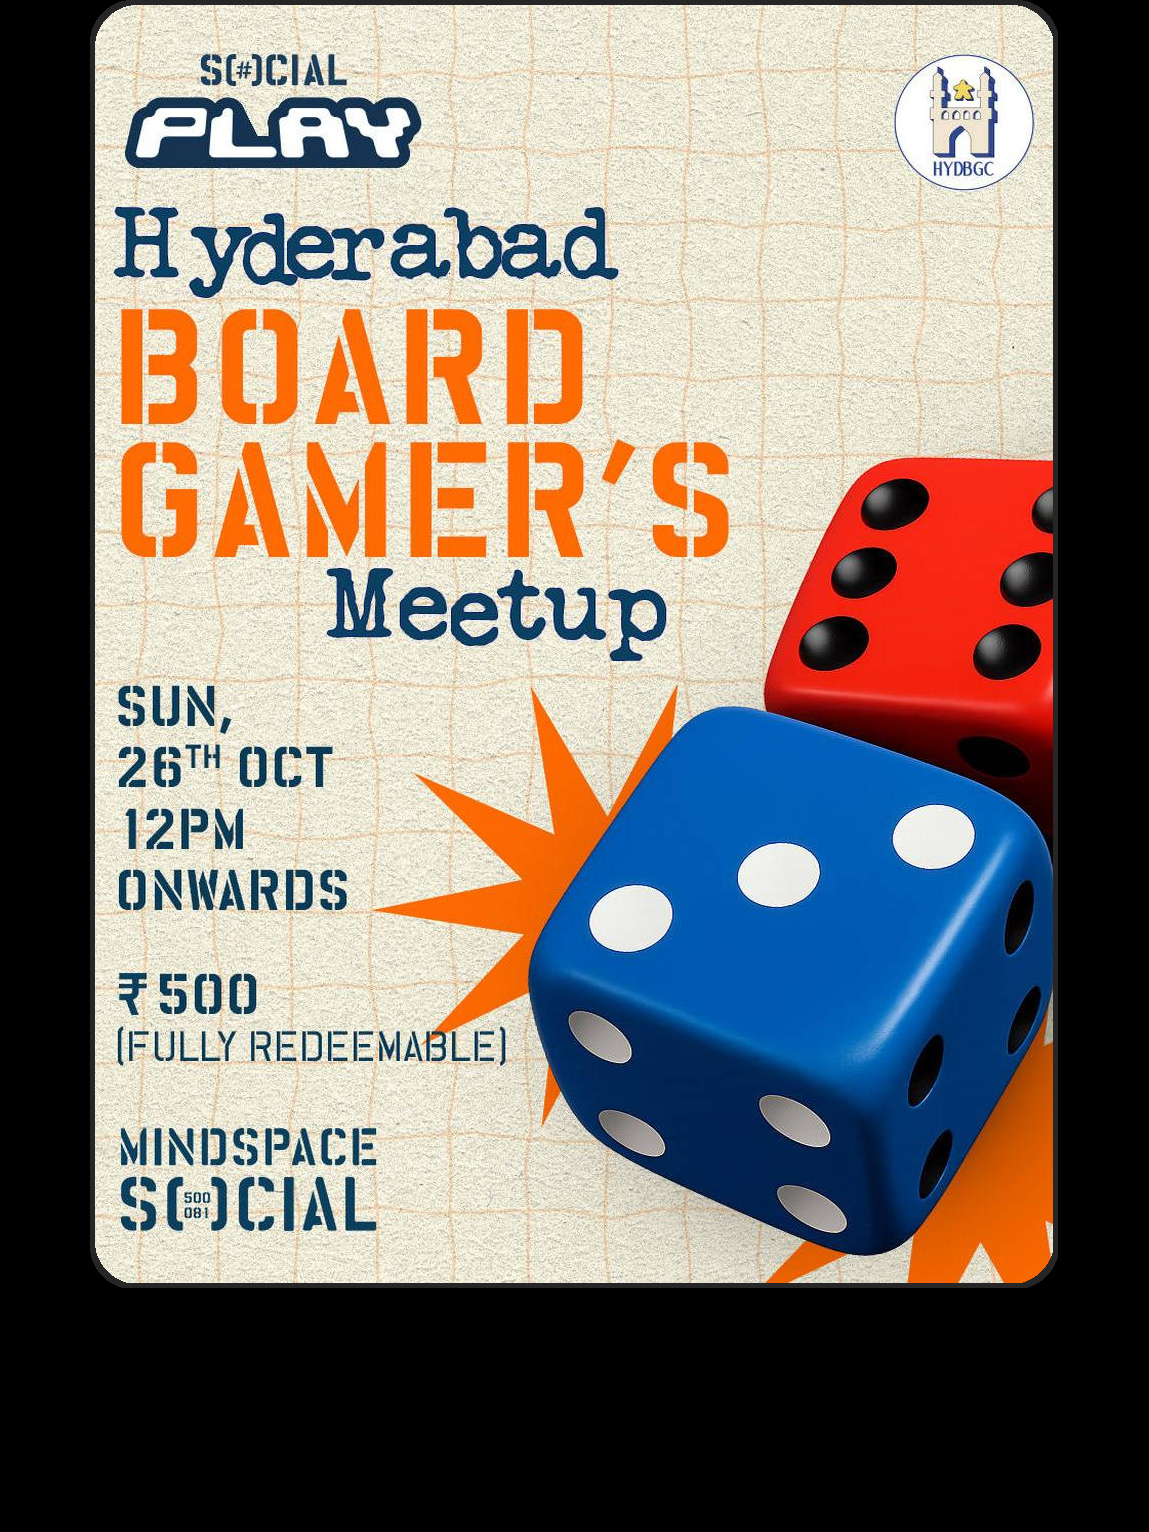 S(#)CIAL
PLAY
HYDBGC
Hyderabad
BOARD
GAMER'S
Meetup
SUN,
26TH OCT
12PM
ONWARDS
₹500
(FULLY REDEEMABLE)
MINDSPACE
S(500 081)CIAL